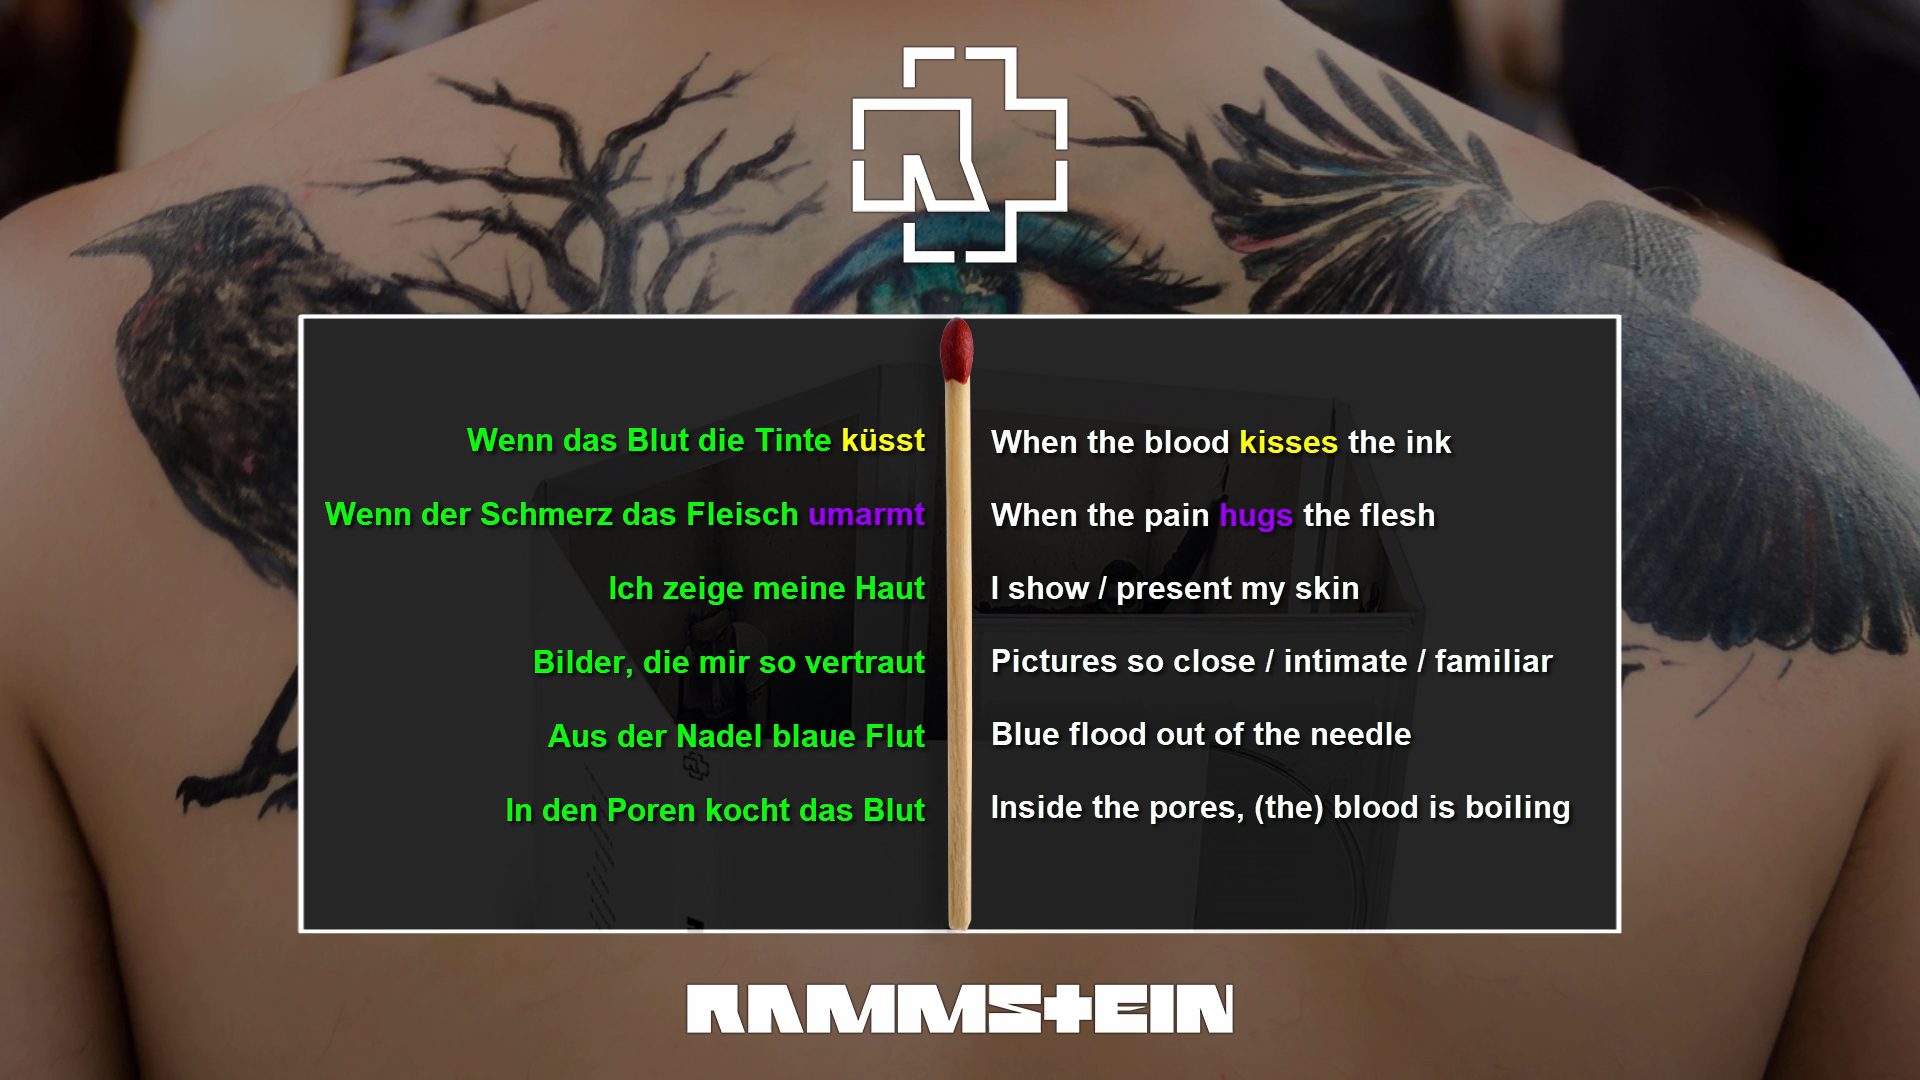 Wenn das Blut die Tinte küsst
Wenn der Schmerz das Fleisch umarmt
Ich zeige meine Haut
Bilder, die mir so vertraut
Aus der Nadel blaue Flut
In den Poren kocht das Blut
When the blood kisses the ink
When the pain hugs the flesh
I show / present my skin
Pictures so close / intimate / familiar
Blue flood out of the needle
Inside the pores, (the) blood is boiling
RAMMSTEIN